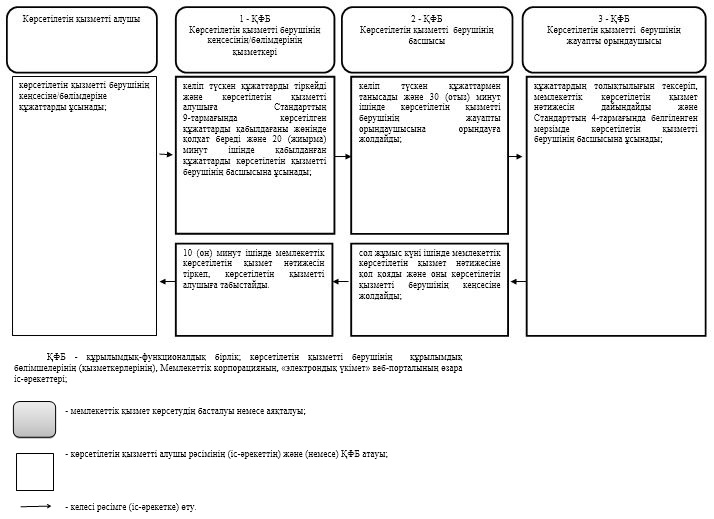 Көрсетілетін қызметті алушы
1 - ҚФБ
Көрсетілетін қызметті берушінің
кеңсесінің/бөлімдерінің
қызметкері
2 - ҚФБ
Көрсетілетін қызметті берушінің
басшысы
3 - ҚФБ
Көрсетілетін қызметті берушінің
жауапты орындаушысы
көрсетілетін қызметті берушінің
кеңсесіне/бөлімдеріне
құжаттарды ұсынады;
келіп түскен құжаттарды тіркейді
және көрсетілетін қызметті
алушыға Стандарттың
9-тармағында көрсетілген
құжаттарды қабылдағаны жөнінде
қолхат береді және 20 (жиырма)
минут ішінде қабылданған
құжаттарды көрсетілетін қызметті
берушінің басшысына ұсынады;
келіп түскен құжаттармен
танысады және 30 (отыз) минут
ішінде көрсетілетін қызметті
берушінің жауапты
орындаушысына орындауға
жолдайды;
құжаттардың толықтылығын тексеріп,
мемлекеттік көрсетілетін қызмет
нәтижесін дайындайды және
Стандарттың 4-тармағында белгіленген
мерзімде көрсетілетін қызметті
берушінің басшысына ұсынады;
10 (он) минут ішінде мемлекеттік
көрсетілетін қызмет нәтижесін
тіркеп, көрсетілетін қызметті
алушыға табыстайды.
сол жұмыс күні ішінде мемлекеттік
көрсетілетін қызмет нәтижесіне
қол қояды және оны көрсетілетін
қызметті берушінің кеңсесіне
жолдайды;
ҚФБ - құрылымдық-функционалдық бірлік; көрсетілетін қызметті берушінің құрылымдық
бөлімшелерінің (қызметкерлерінің), Мемлекеттік корпорацияның, «электрондық үкімет» веб-порталының өзара
іс-әрекеттері;
- мемлекеттік қызмет көрсетудің басталуы немесе аяқталуы;
- көрсетілетін қызметті алушы рәсімінің (іс-әрекеттің) және (немесе) ҚФБ атауы;
- келесі рәсімге (іс-әрекетке) өту.